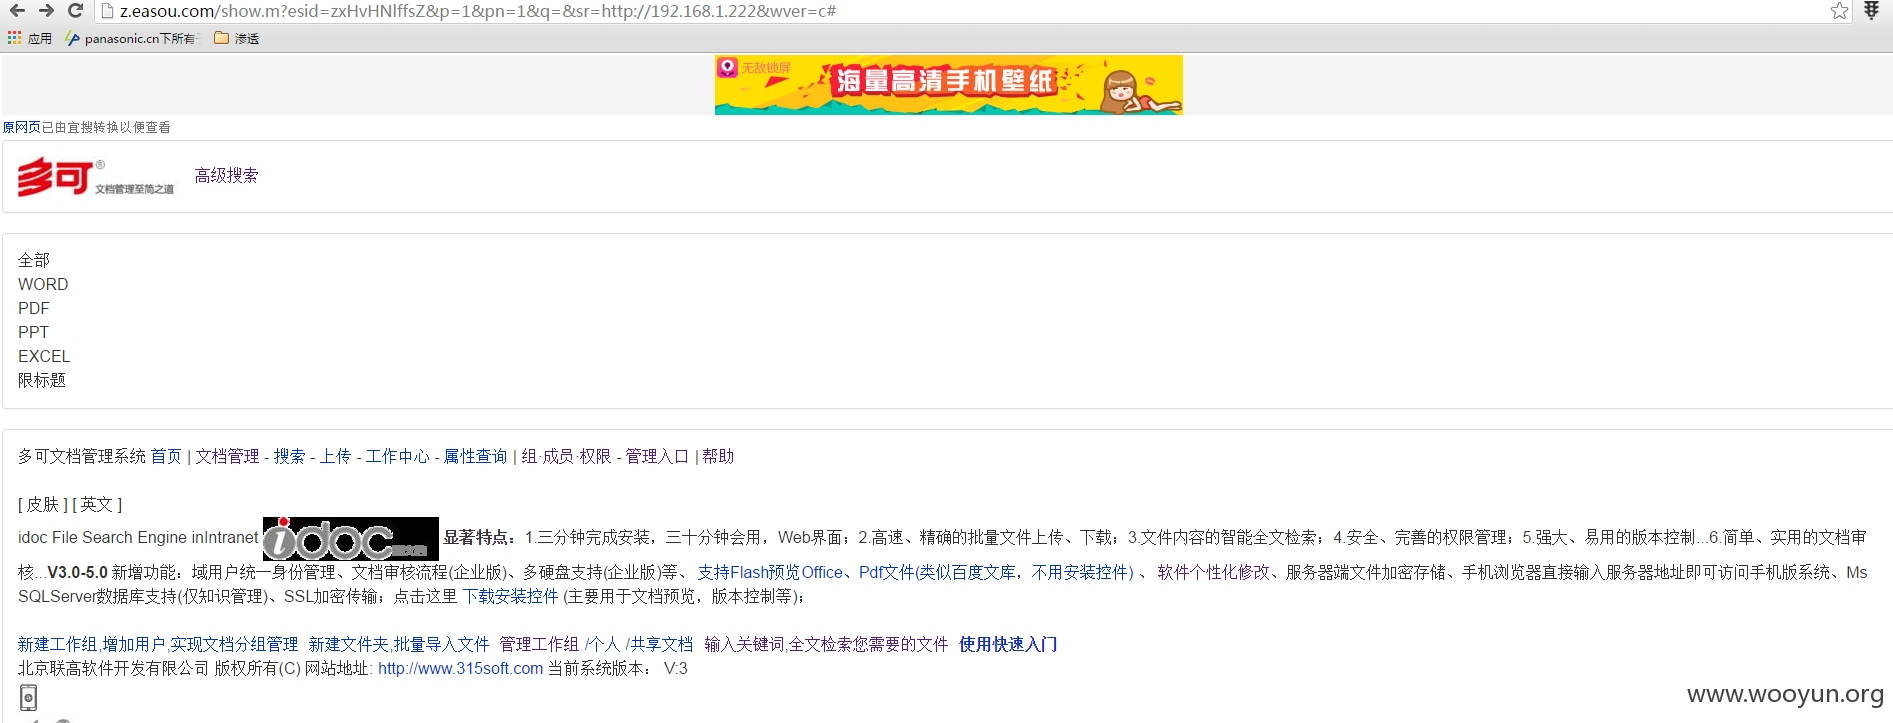 z.easou.com/show.m?esid=zxHvHNlffsZ&p=1&pn=1&q=&sr=http://192.168.1.222&wver=c#
应用 panasonic.cn下所有 渗透
无敌锁屏 海量高清手机壁纸
原网页已由宜搜转换以便查看
多可® 文档管理至简之道 高级搜索
全部
WORD
PDF
PPT
EXCEL
限标题
多可文档管理系统 首页 | 文档管理 - 搜索 - 上传 - 工作中心 - 属性查询 | 组·成员·权限 - 管理入口 | 帮助
[ 皮肤 ] [ 英文 ]
idoc File Search Engine inIntranet idoc 显著特点：1.三分钟完成安装，三十分钟会用，Web界面；2.高速、精确的批量文件上传、下载；3.文件内容的智能全文检索；4.安全、完善的权限管理；5.强大、易用的版本控制...6.简单、实用的文档审
核...V3.0-5.0 新增功能：域用户统一身份管理、文档审核流程(企业版)、多硬盘支持(企业版)等、 支持Flash预览Office、Pdf文件(类似百度文库，不用安装控件) 、 软件个性化修改、服务器端文件加密存储、手机浏览器直接输入服务器地址即可访问手机版系统、Ms
SQLServer数据库支持(仅知识管理)、SSL加密传输；点击这里 下载安装控件 (主要用于文档预览，版本控制等)；
新建工作组,增加用户,实现文档分组管理 新建文件夹,批量导入文件 管理工作组 /个人 /共享文档 输入关键词,全文检索您需要的文件 使用快速入门
北京联高软件开发有限公司 版权所有(C) 网站地址: http://www.315soft.com 当前系统版本： V:3
www.wooyun.org